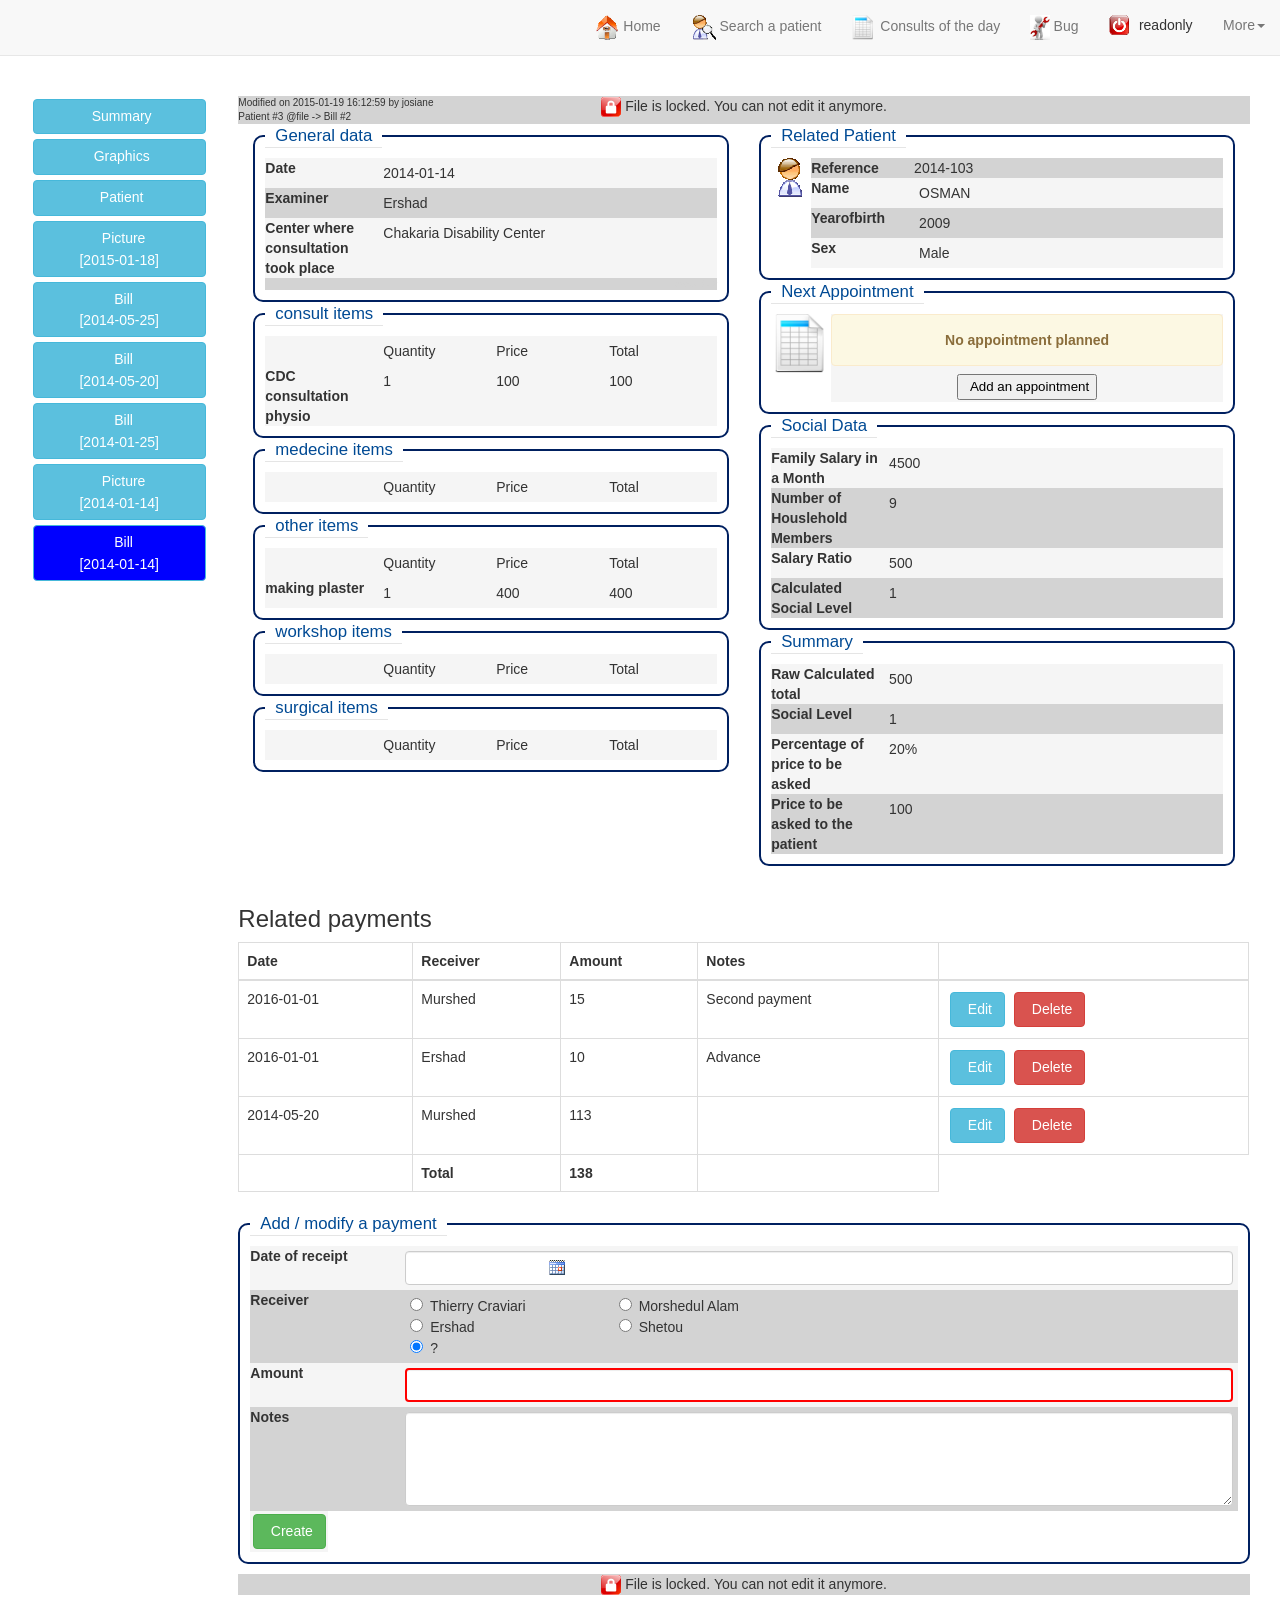 Home Search a patient Consults of the day Bug readonly More
Summary
Graphics
Patient
Picture
[2015-01-18]
Bill
[2014-05-25]
Bill
[2014-05-20]
Bill
[2014-01-25]
Picture
[2014-01-14]
Bill
[2014-01-14]
Modified on 2015-01-19 16:12:59 by josiane
Patient #3 @file -> Bill #2
File is locked. You can not edit it anymore.
General data
Date 2014-01-14
Examiner Ershad
Center where Chakaria Disability Center
consultation
took place
consult items
Quantity Price Total
CDC 1 100 100
consultation
physio
medecine items
Quantity Price Total
other items
Quantity Price Total
making plaster 1 400 400
workshop items
Quantity Price Total
surgical items
Quantity Price Total
Related Patient
Reference 2014-103
Name OSMAN
Yearofbirth 2009
Sex Male
Next Appointment
No appointment planned
Add an appointment
Social Data
Family Salary in 4500
a Month
Number of 9
Houslehold
Members
Salary Ratio 500
Calculated 1
Social Level
Summary
Raw Calculated 500
total
Social Level 1
Percentage of 20%
price to be
asked
Price to be 100
asked to the
patient
Related payments
Date Receiver Amount Notes
2016-01-01 Murshed 15 Second payment Edit Delete
2016-01-01 Ershad 10 Advance Edit Delete
2014-05-20 Murshed 113 Edit Delete
Total 138
Add / modify a payment
Date of receipt
Receiver Thierry Craviari Morshedul Alam
Ershad Shetou
?
Amount
Notes
Create
File is locked. You can not edit it anymore.